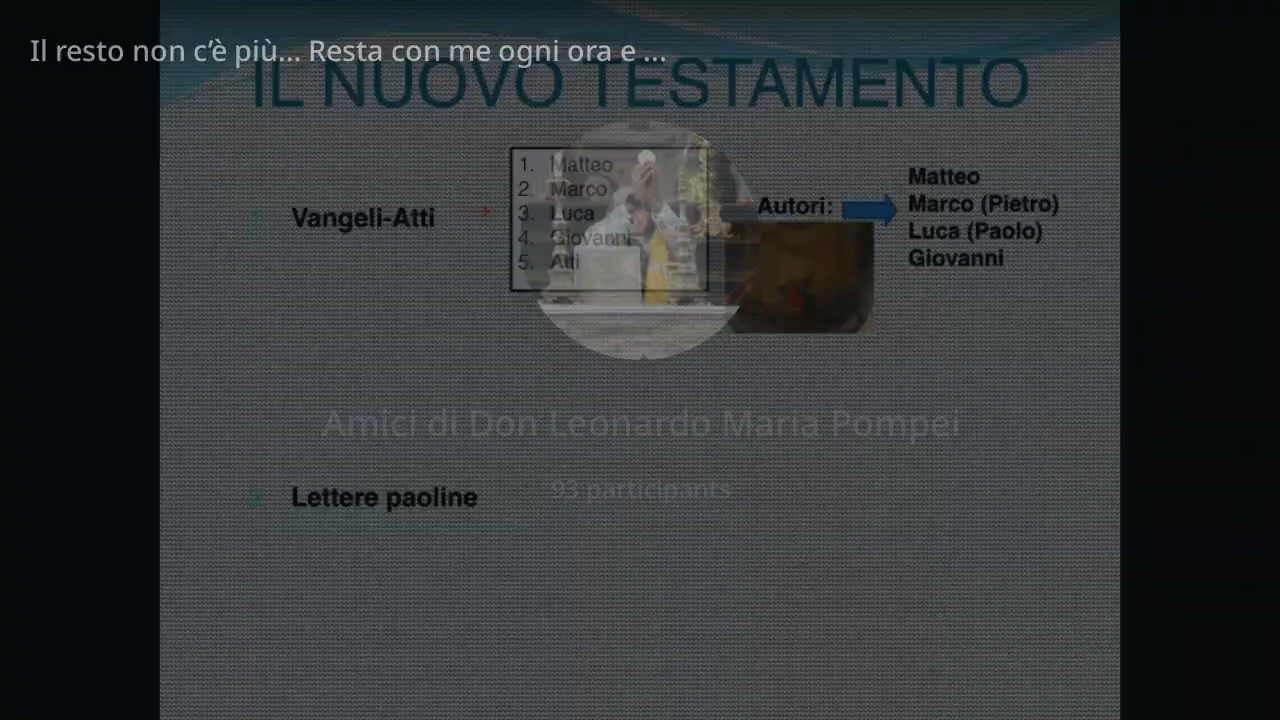 Il resto non c’è più... Resta con me ogni ora e ...
IL NUOVO TESTAMENTO
1. Matteo
2. Marco
3. Luca
4. Giovanni
5. Atti
Vangeli-Atti
Autori:
Matteo
Marco (Pietro)
Luca (Paolo)
Giovanni
Amici di Don Leonardo Maria Pompei
93 participants
Lettere paoline